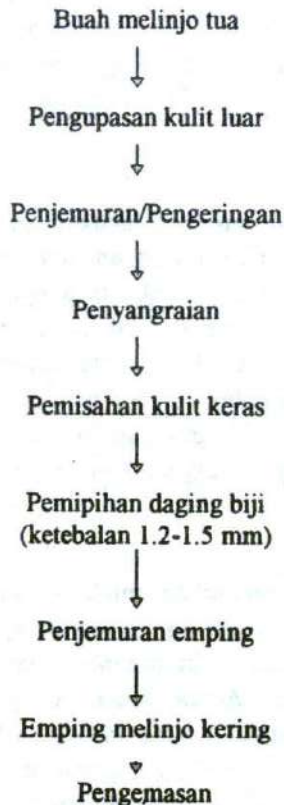 Buah melinjo tua
Pengupasan kulit luar
Penjemuran/Pengeringan
Penyangraian
Pemisahan kulit keras
Pemipihan daging biji
(ketebalan 1.2-1.5 mm)
Penjemuran emping
Emping melinjo kering
Pengemasan